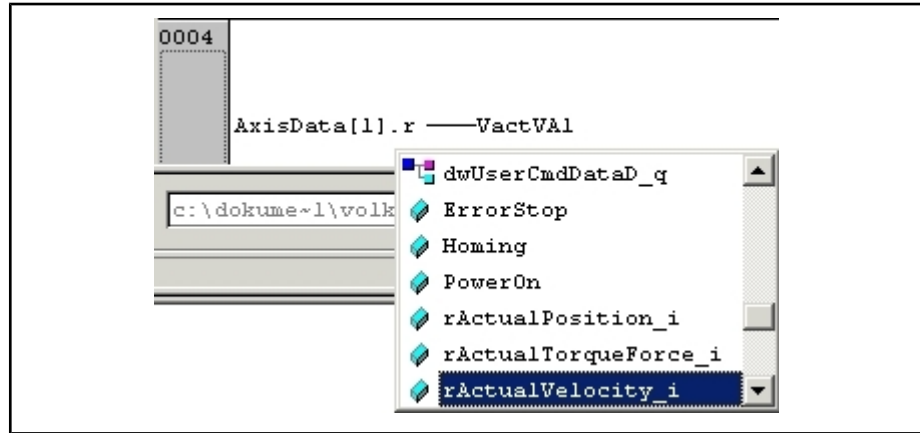 0004
AxisData[1].r VactVAl
dwUserCmdDataD_q
c:\dokume~1\volk
ErrorStop
Homing
PowerOn
rActualPosition_i
rActualTorqueForce_i
rActualVelocity_i